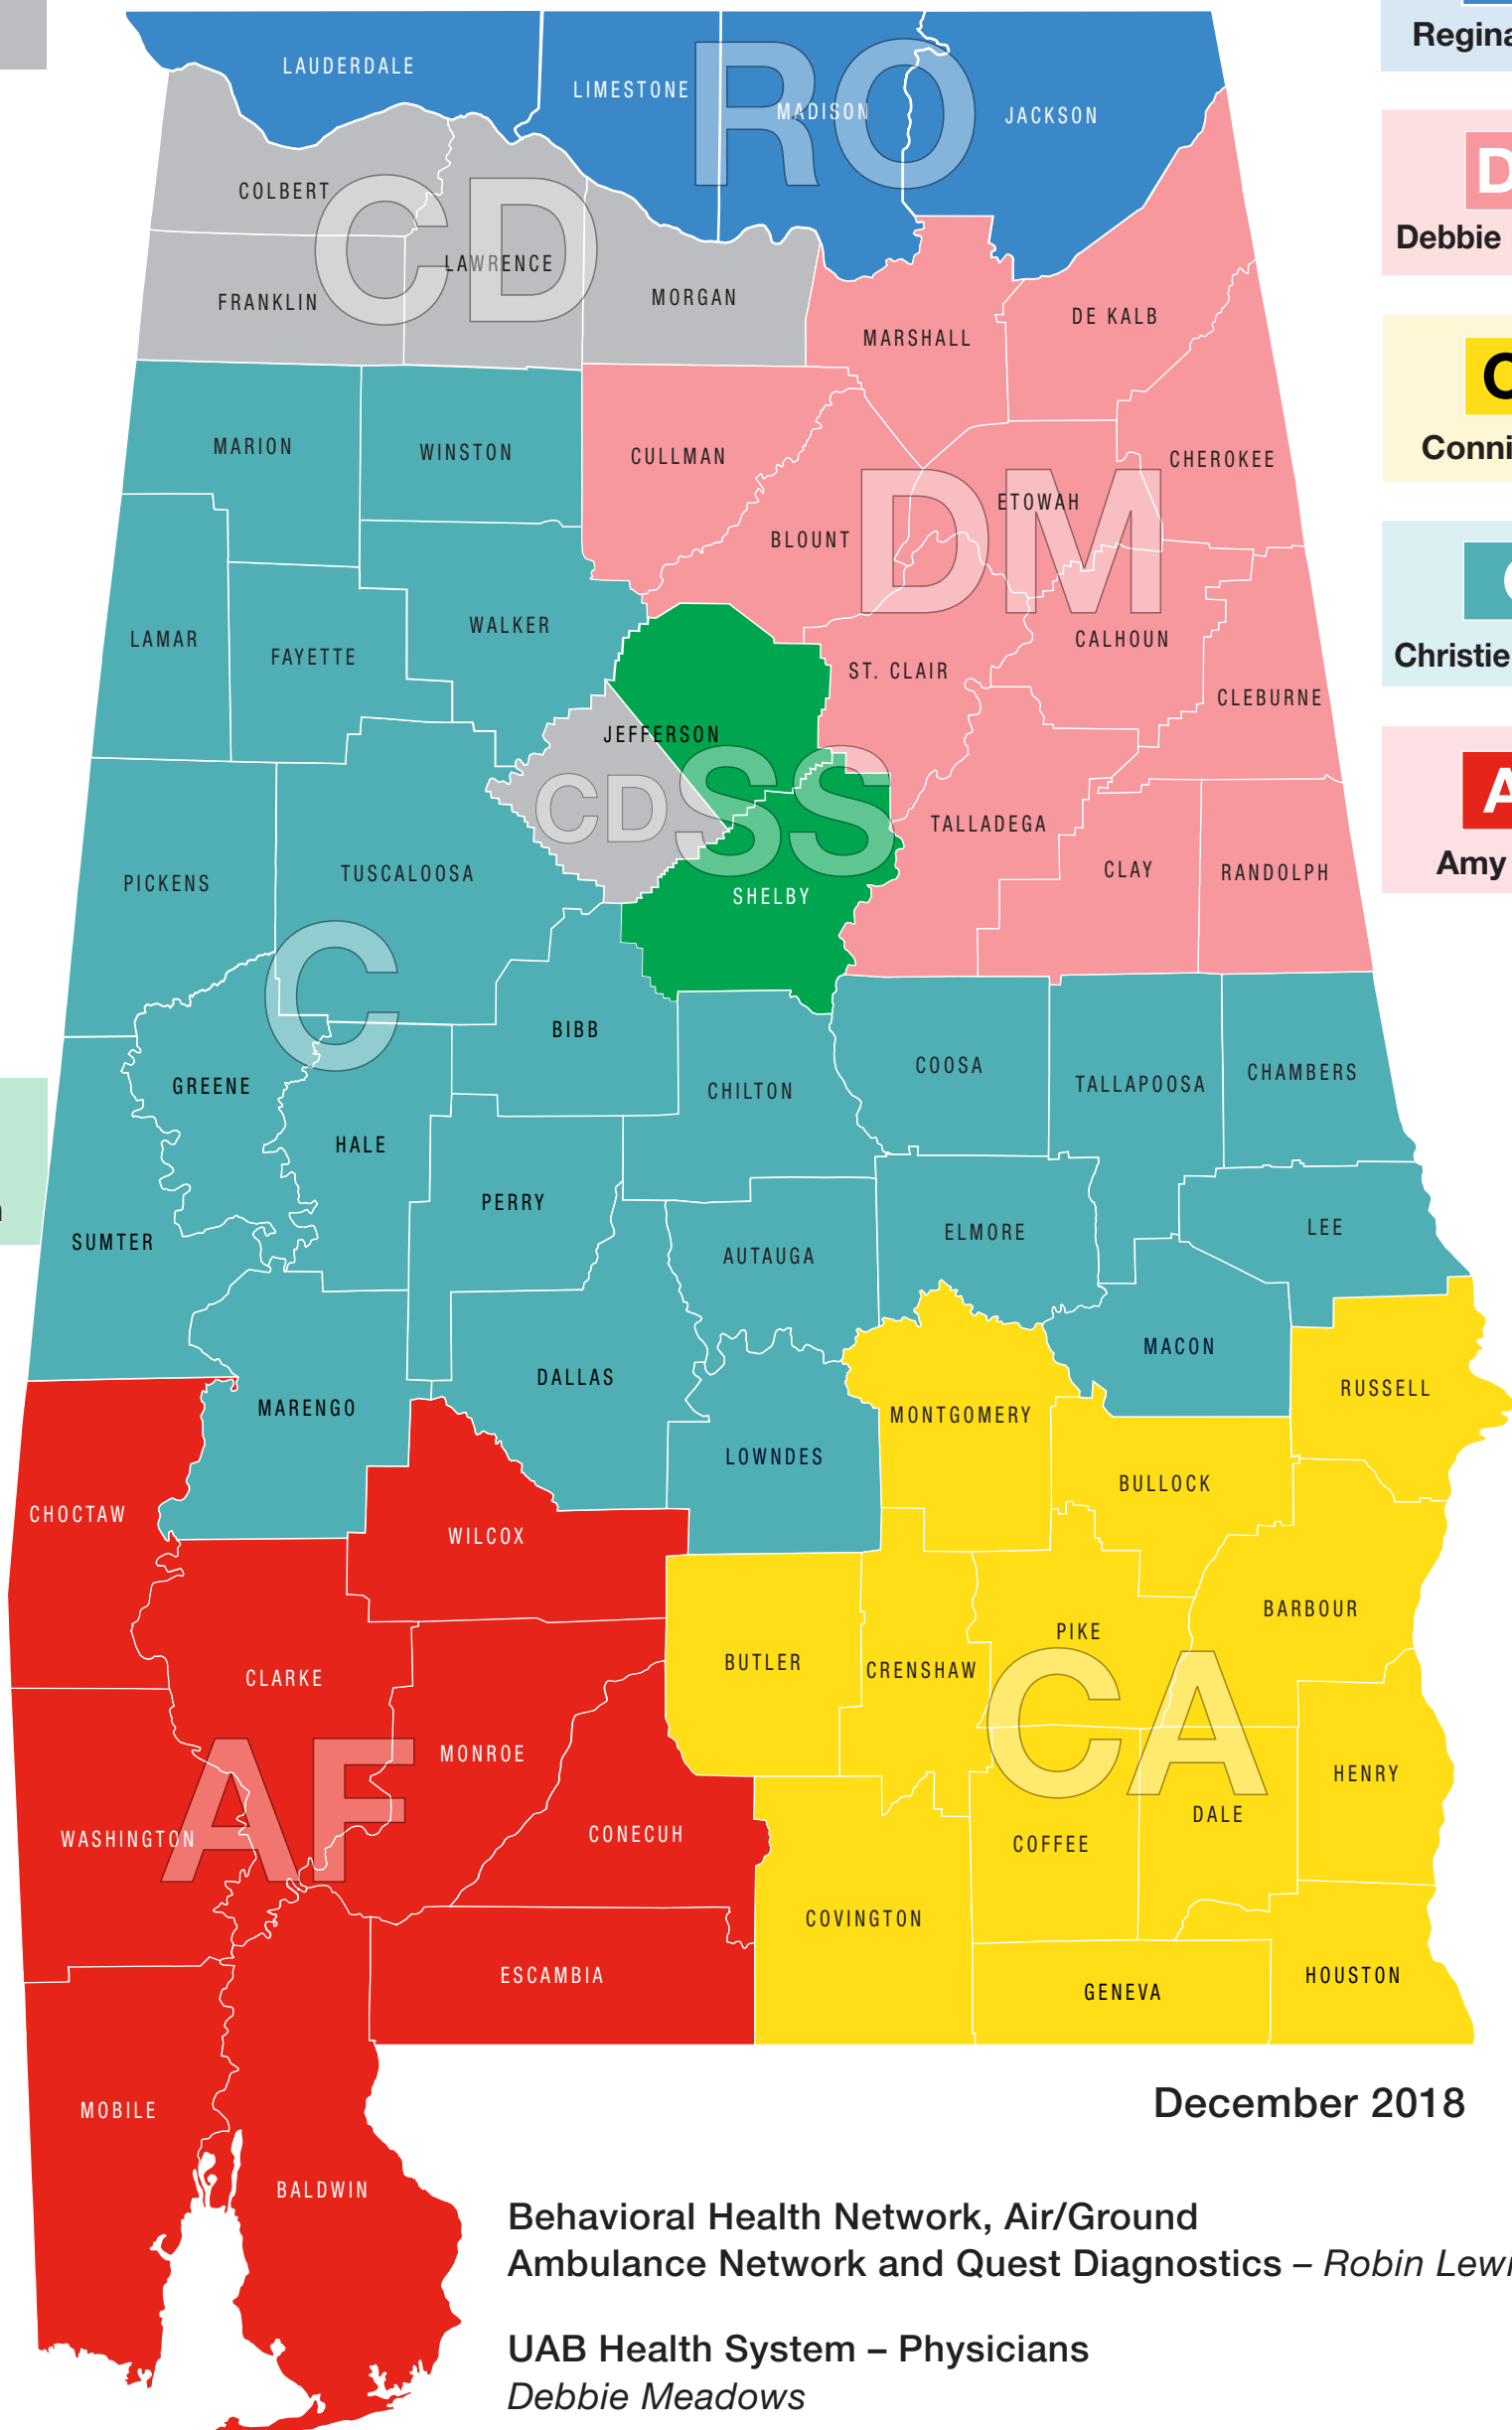 Regina
LAUDERDALE
LIMESTONE
RO
MADISON
JACKSON
COLBERT
CD
LAWRENCE
FRANKLIN
MORGAN
Debbie
MARSHALL
DE KALB
MARION
WINSTON
CULLMAN
CHEROKEE
Conni
DM
ETOWAH
BLOUNT
LAMAR
FAYETTE
WALKER
ST. CLAIR
CALHOUN
CLEBURNE
Christie
JEFFERSON
CD
SS
TALLADEGA
CLAY
RANDOLPH
A
Amy
PICKENS
TUSCALOOSA
SHELBY
C
GREENE
BIBB
CHILTON
COOSA
TALLAPOOSA
CHAMBERS
HALE
PERRY
SUMTER
AUTAUGA
ELMORE
LEE
MACON
DALLAS
MARENGO
MONTGOMERY
RUSSELL
LOWNDES
BULLOCK
CHOCTAW
WILCOX
BARBOUR
PIKE
CLARKE
BUTLER
CRENSHAW
CA
MONROE
HENRY
AF
WASHINGTON
CONECUH
COFFEE
DALE
COVINGTON
ESCAMBIA
GENEVA
HOUSTON
MOBILE
BALDWIN
December 2018
Behavioral Health Network, Air/Ground
Ambulance Network and Quest Diagnostics – Robin Lewi
UAB Health System – Physicians
Debbie Meadows